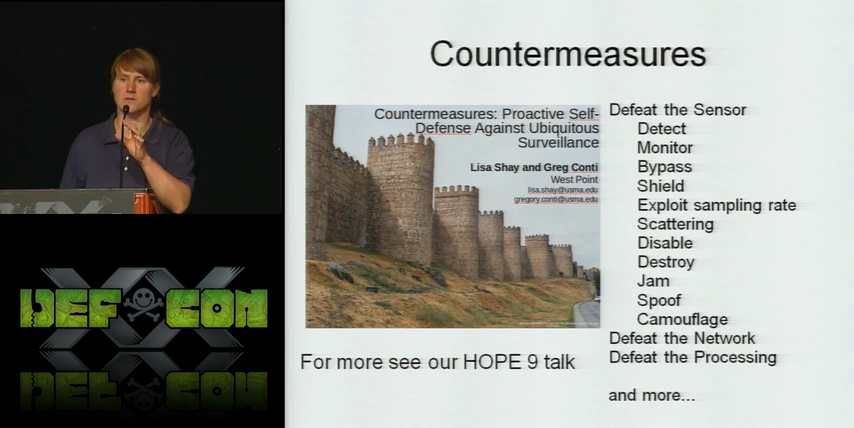 Countermeasures
Countermeasures: Proactive Self-
Defense Against Ubiquitous
Surveillance
Lisa Shay and Greg Conti
West Point
lisa.shay@usma.edu
gregory.conti@usma.edu
For more see our HOPE 9 talk
Defeat the Sensor
Detect
Monitor
Bypass
Shield
Exploit sampling rate
Scattering
Disable
Destroy
Jam
Spoof
Camouflage
Defeat the Network
Defeat the Processing
and more...
XX
DEFCON